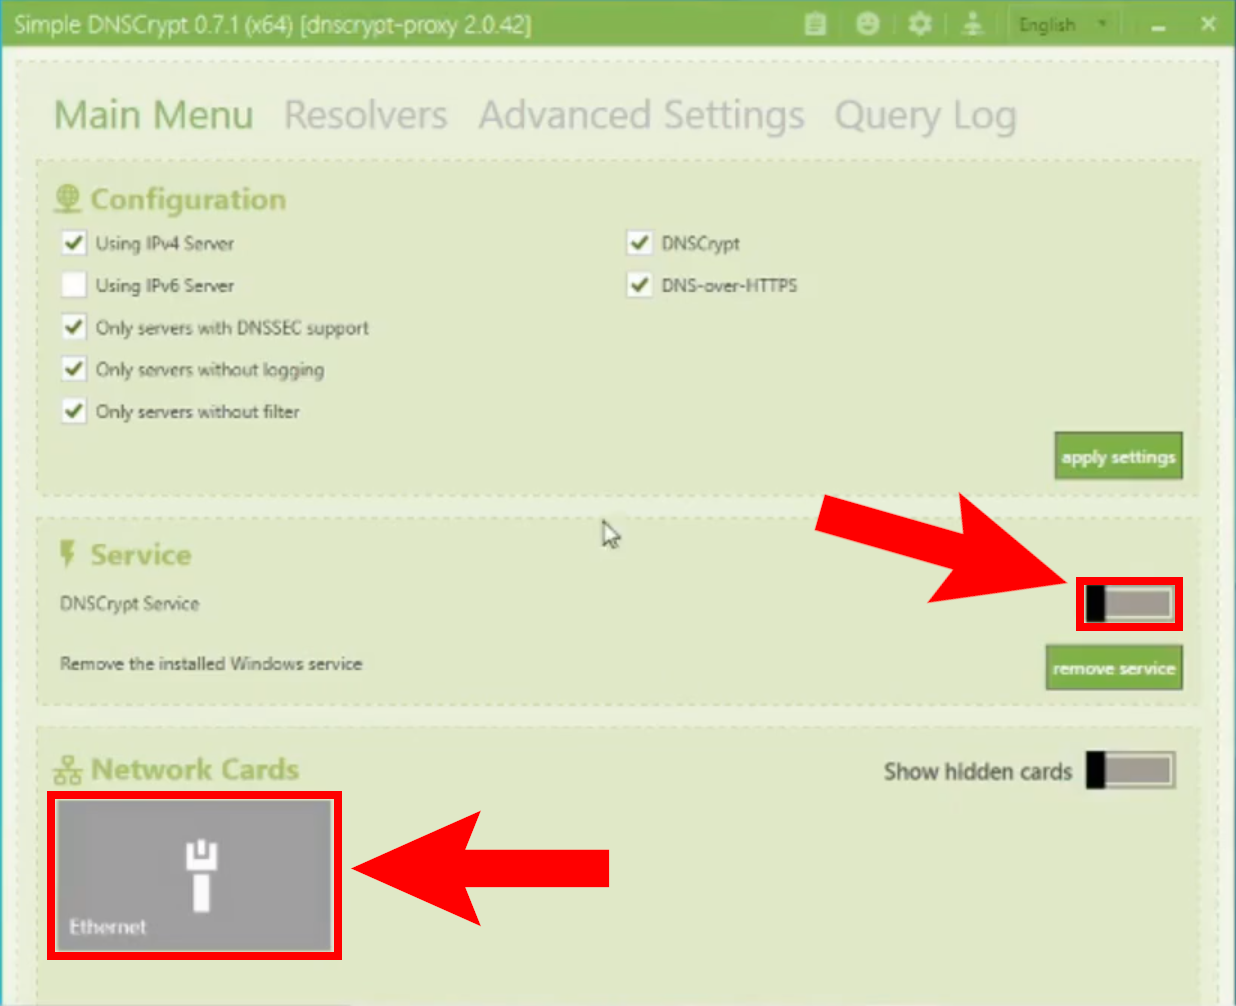 Simple DNSCrypt 0.7.1 (x64) [dnscrypt-proxy 2.0.42]
English
Main Menu Resolvers Advanced Settings Query Log
Configuration
Using IPv4 Server
DNSCrypt
Using IPv6 Server
DNS-over-HTTPS
Only servers with DNSSEC support
Only servers without logging
Only servers without filter
apply settings
Service
DNSCrypt Service
Remove the installed Windows service
remove service
Network Cards
Show hidden cards
Ethernet